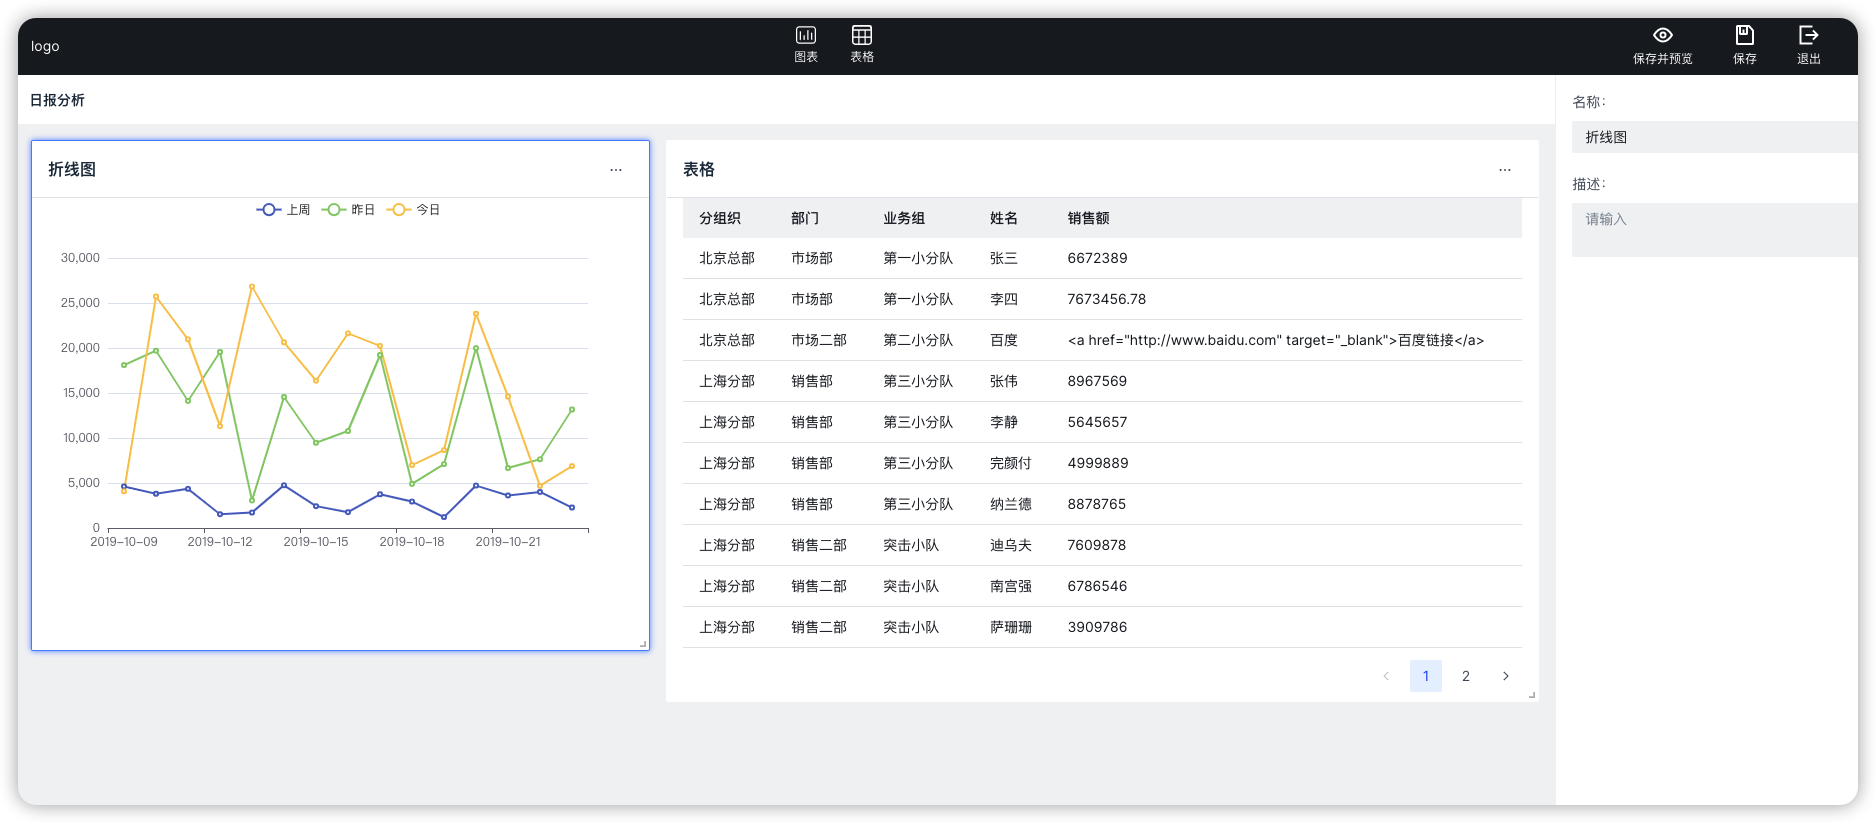 logo
图表 表格
保存并预览 保存 退出
日报分析
折线图 ...
上周 昨日 今日
30,000
25,000
20,000
15,000
10,000
5,000
0
2019-10-09 2019-10-12 2019-10-15 2019-10-18 2019-10-21
表格 ...
分组织 部门 业务组 姓名 销售额
北京总部 市场部 第一小分队 张三 6672389
北京总部 市场部 第一小分队 李四 7673456.78
北京总部 市场二部 第二小分队 百度 <a href="http://www.baidu.com" target="_blank">百度链接</a>
上海分部 销售部 第三小分队 张伟 8967569
上海分部 销售部 第三小分队 李静 5645657
上海分部 销售部 第三小分队 完颜付 4999889
上海分部 销售部 第三小分队 纳兰德 8878765
上海分部 销售二部 突击小队 迪乌夫 7609878
上海分部 销售二部 突击小队 南宫强 6786546
上海分部 销售二部 突击小队 萨珊珊 3909786
< 1 2 >
名称：
折线图
描述：
请输入